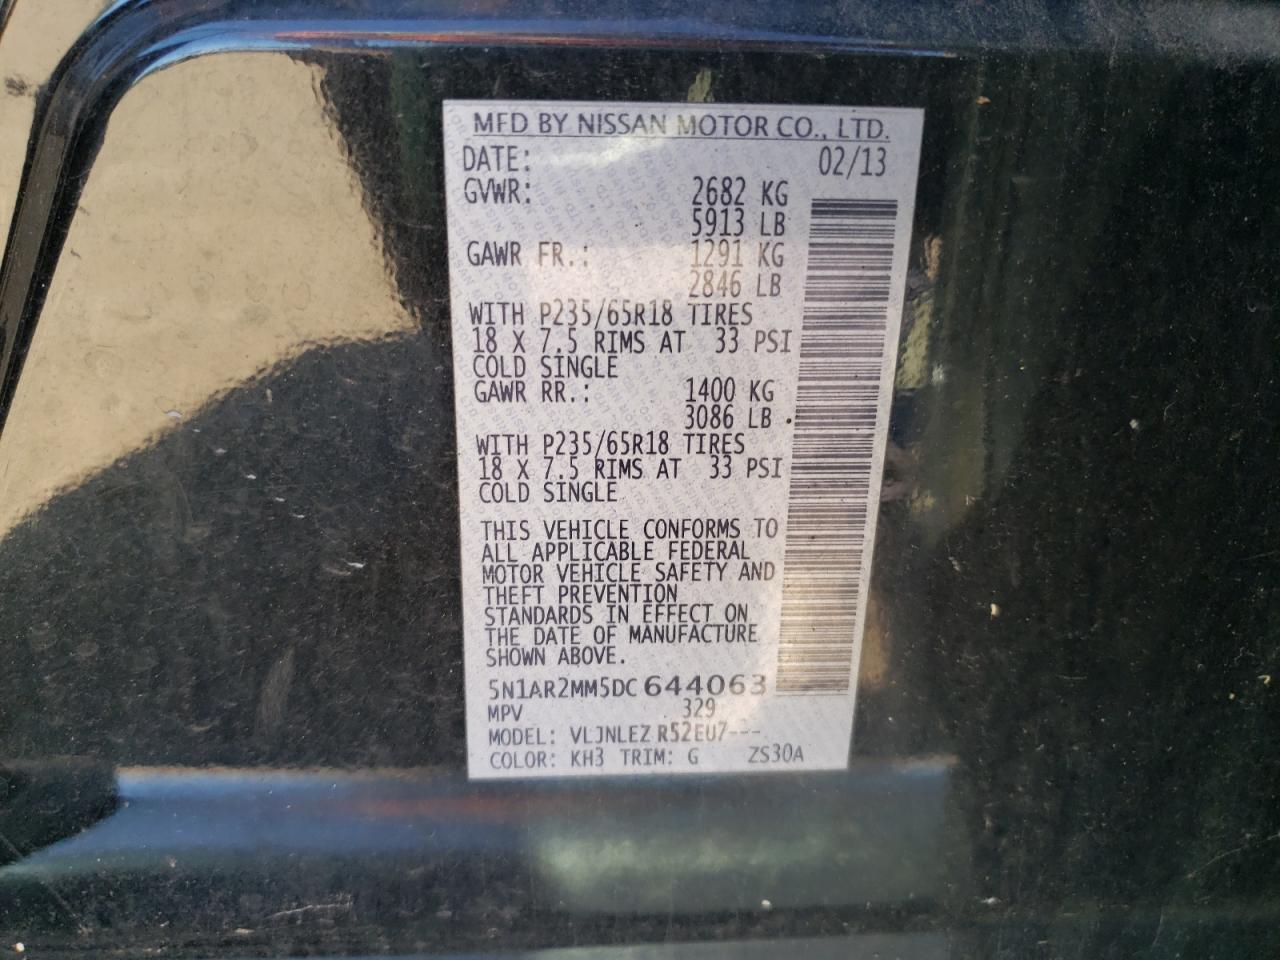 MFD BY NISSAN MOTOR CO., LTD.
DATE: 02/13
GVWR: 2682 KG
5913 LB
GAWR FR.: 1291 KG
2846 LB
WITH P235/65R18 TIRES
18 X 7.5 RIMS AT 33 PSI
COLD SINGLE
GAWR RR.: 1400 KG
3086 LB
WITH P235/65R18 TIRES
18 X 7.5 RIMS AT 33 PSI
COLD SINGLE
THIS VEHICLE CONFORMS TO
ALL APPLICABLE FEDERAL
MOTOR VEHICLE SAFETY AND
THEFT PREVENTION
STANDARDS IN EFFECT ON
THE DATE OF MANUFACTURE
SHOWN ABOVE.
5N1AR2MM5DC644063
MPV 329
MODEL: VLJNLEZ R52EU7---
COLOR: KH3 TRIM: G ZS30A